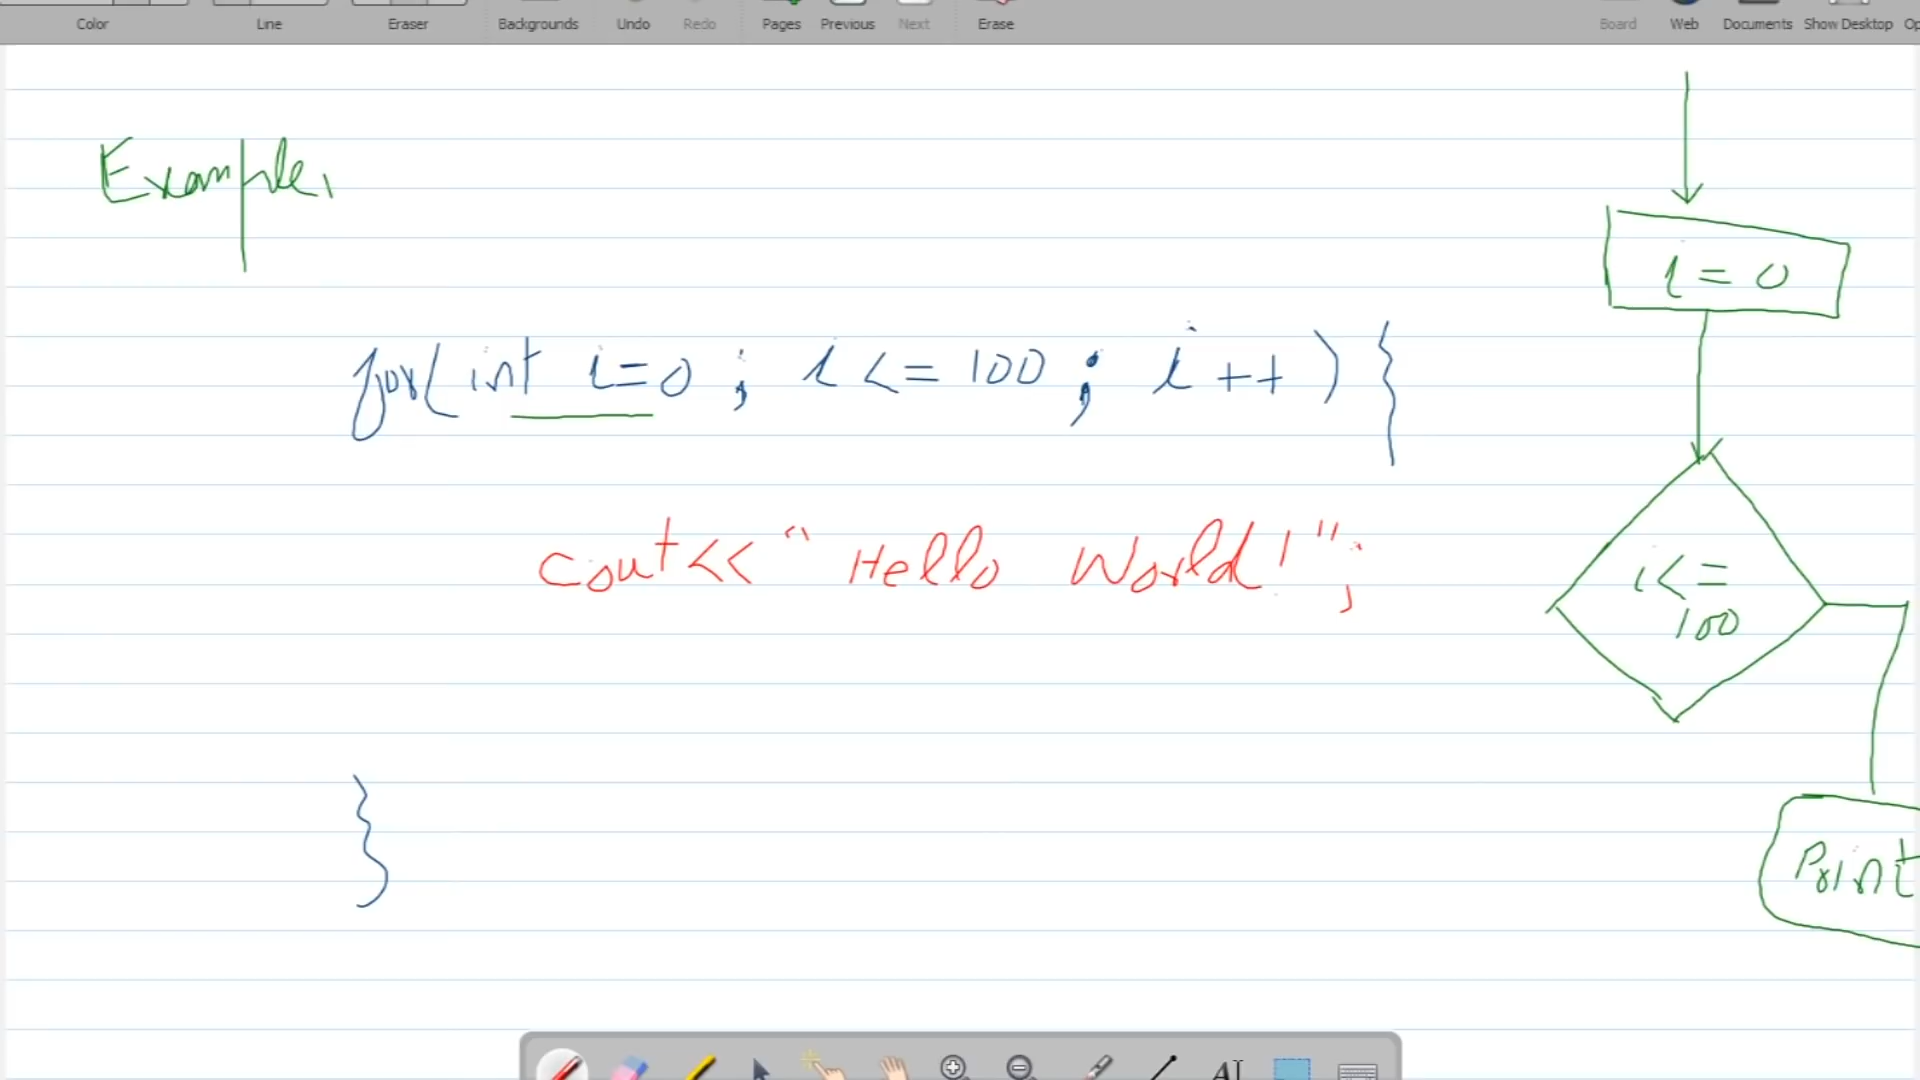 Color Line Eraser Backgrounds Undo Redo Pages Previous Next Erase Board Web Documents Show Desktop
Example,
for(int i=0 ; i <= 100 ; i ++ ) {
cout<< " Hello World! " ;
}
i = 0
i <=
100
Print
AI